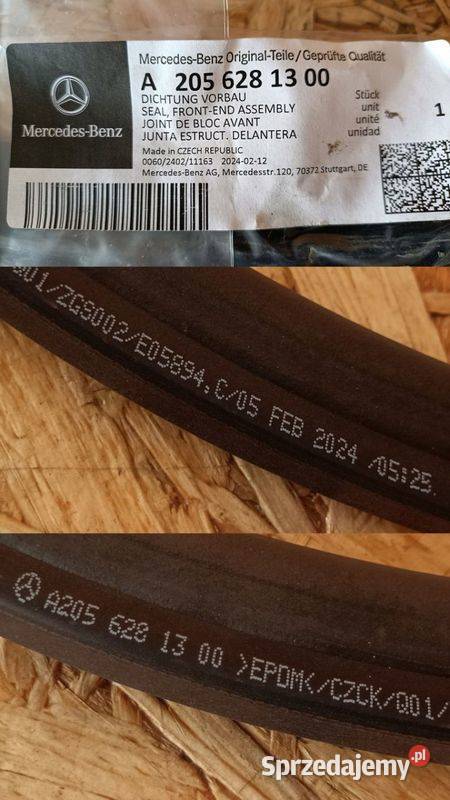 Mercedes-Benz Original-Teile/Geprüfte Qualität
A 205 628 13 00
DICHTUNG VORBAU
SEAL, FRONT-END ASSEMBLY
JOINT DE BLOC AVANT
JUNTA ESTRUCT. DELANTERA
Stück
unit
unité
unidad
1
Mercedes-Benz
Made in CZECH REPUBLIC
0060/2402/11163 2024-02-12
Mercedes-Benz AG, Mercedesstr.120, 70372 Stuttgart, DE
Q01/ZGS002/E05894,C/05 FEB 2024 /05:25
A205 628 13 00 >EPDM</CZCK/Q01/
Sprzedajemy.pl